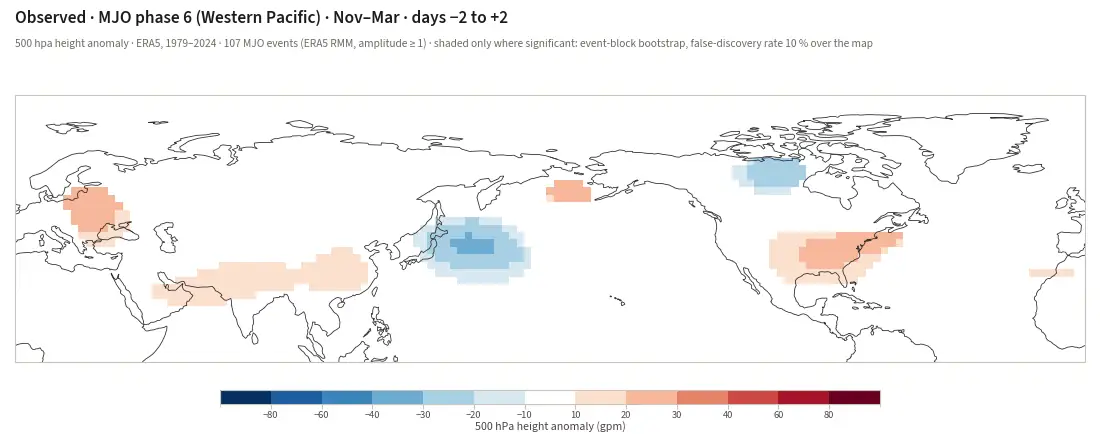 Observed · MJO phase 6 (Western Pacific) · Nov–Mar · days −2 to +2
500 hpa height anomaly · ERA5, 1979–2024 · 107 MJO events (ERA5 RMM, amplitude ≥ 1) · shaded only where significant: event-block bootstrap, false-discovery rate 10 % over the map
−80 −60 −40 −30 −20 −10 10 20 30 40 60 80
500 hPa height anomaly (gpm)